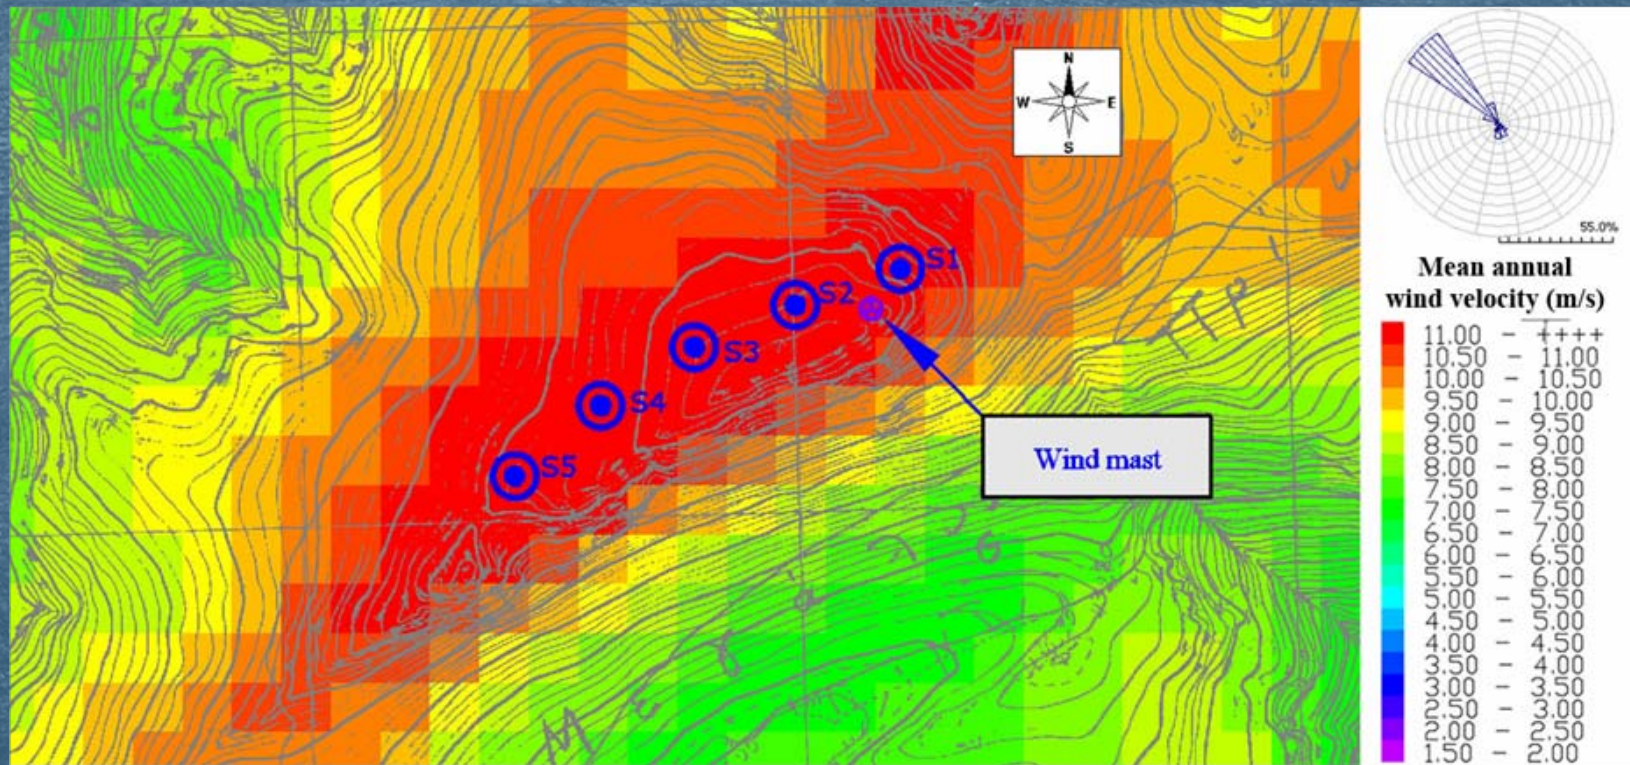 N
W E
S
S1
S2
S3
S4
S5
Wind mast
55.0%
Mean annual
wind velocity (m/s)
11.00 - ++++
10.50 - 11.00
10.00 - 10.50
9.50 - 10.00
9.00 - 9.50
8.50 - 9.00
8.00 - 8.50
7.50 - 8.00
7.00 - 7.50
6.50 - 7.00
6.00 - 6.50
5.50 - 6.00
5.00 - 5.50
4.50 - 5.00
4.00 - 4.50
3.50 - 4.00
3.00 - 3.50
2.50 - 3.00
2.00 - 2.50
1.50 - 2.00